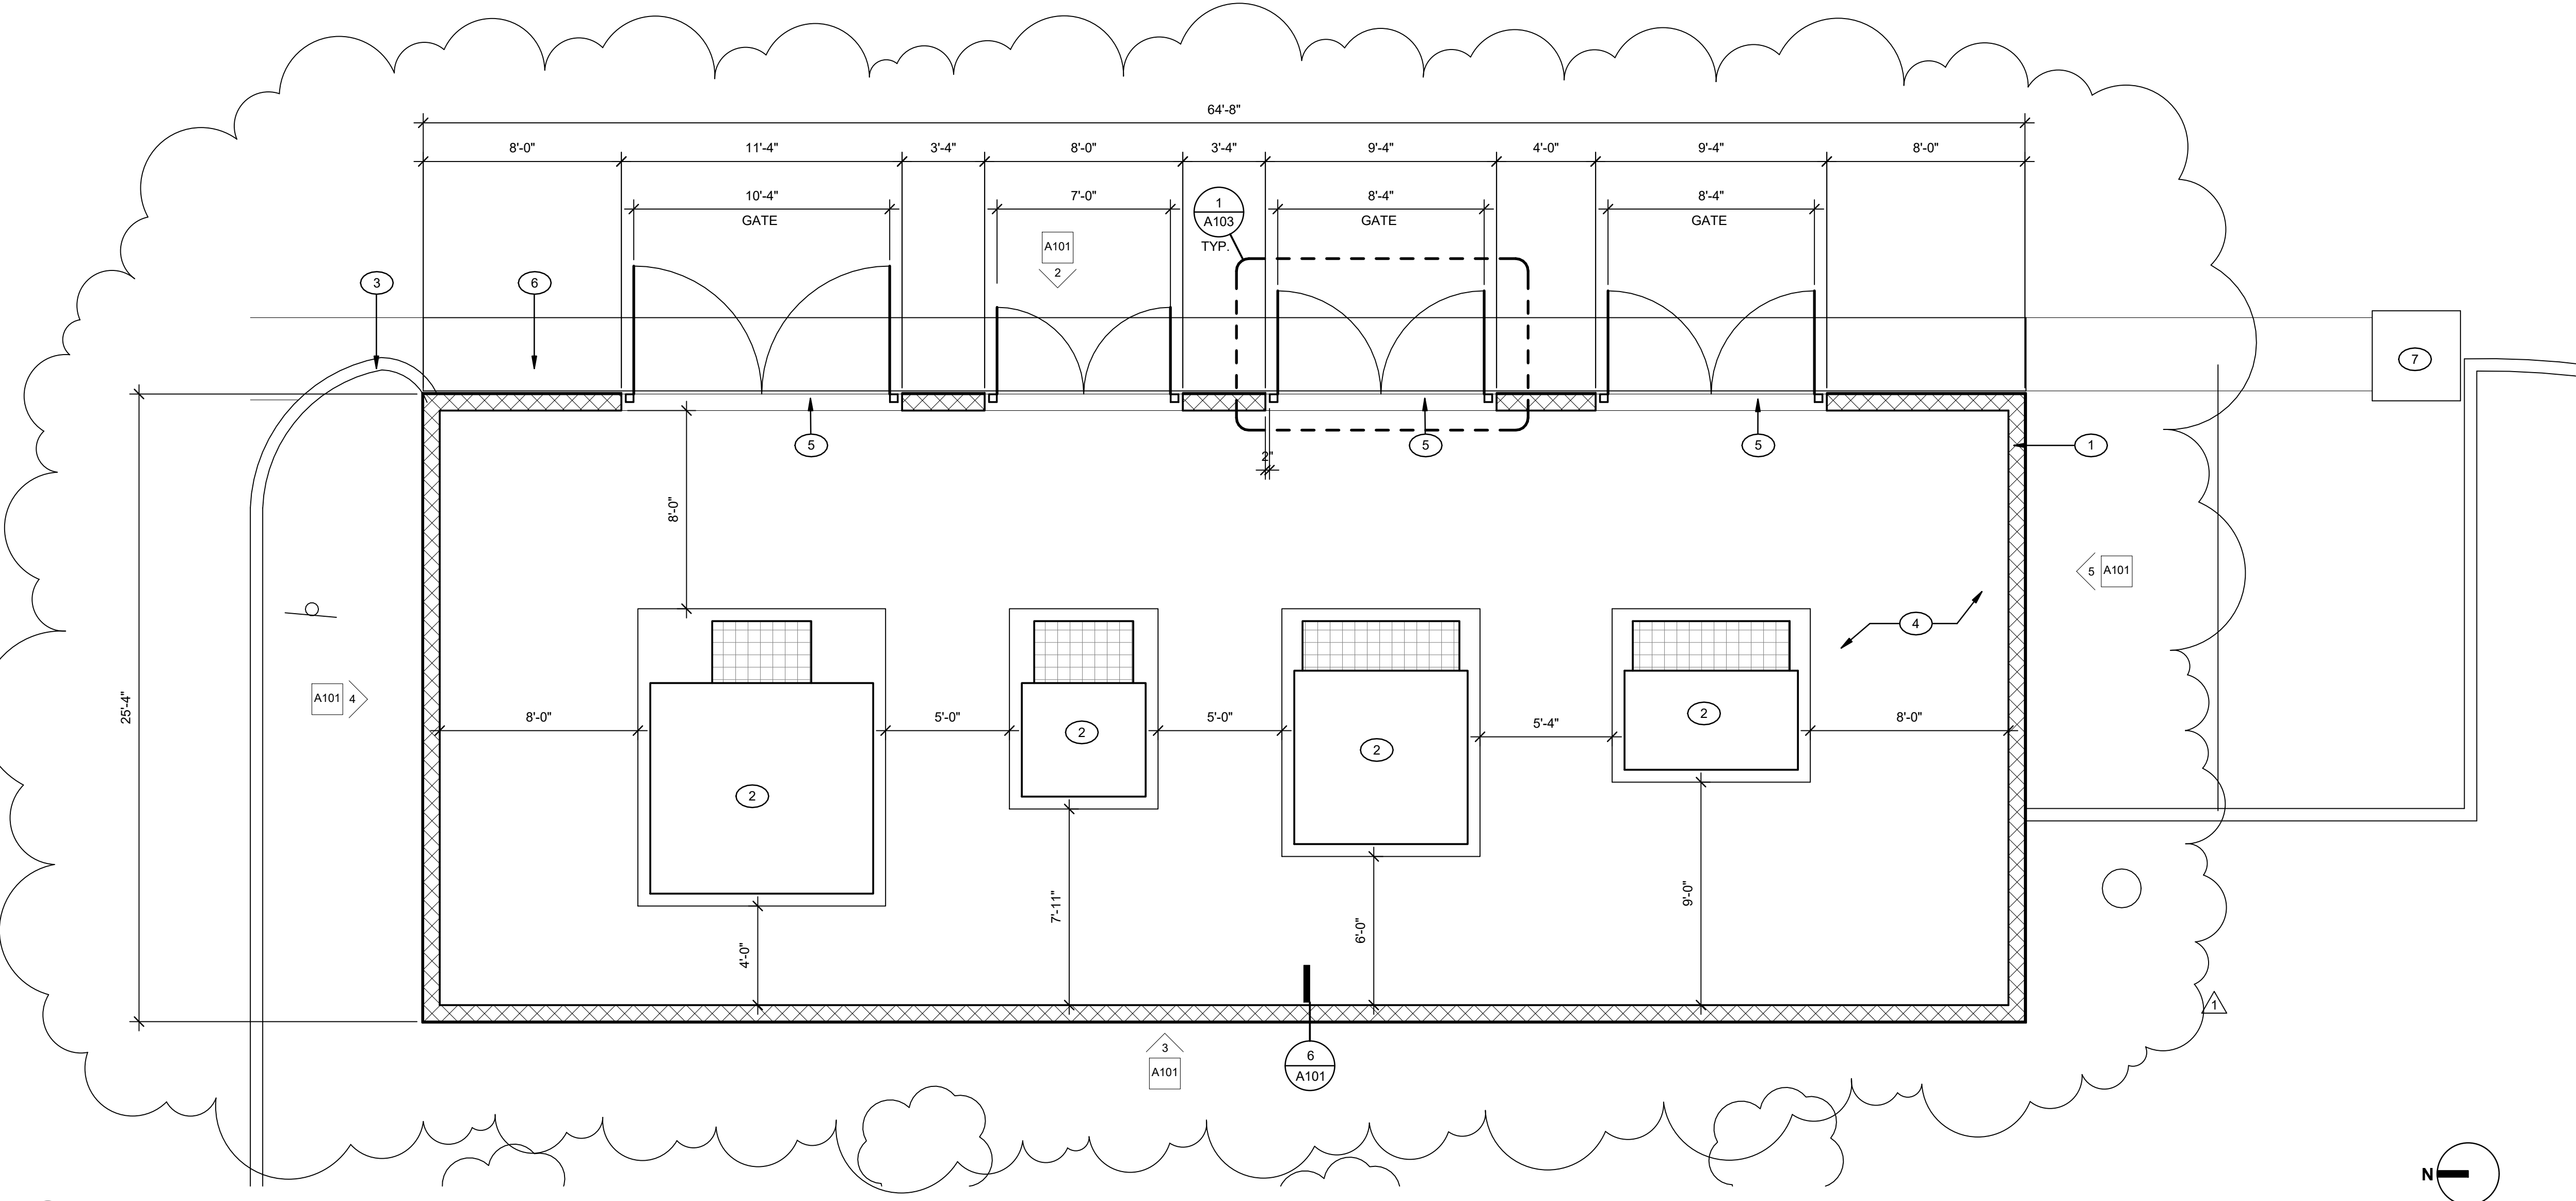 64'-8"
8'-0" 11'-4" 3'-4" 8'-0" 3'-4" 9'-4" 4'-0" 9'-4" 8'-0"
10'-4" 7'-0" 8'-4" 8'-4"
GATE GATE GATE
1
A103
TYP.
A101
2
3 6
7
5 5 5 1
2"
8'-0"
5 A101
4
A101 4
25'-4"
8'-0" 5'-0" 5'-0" 5'-4" 8'-0"
2 2 2 2
4'-0" 7'-11" 6'-0" 9'-0"
1
3
A101
6
A101
N